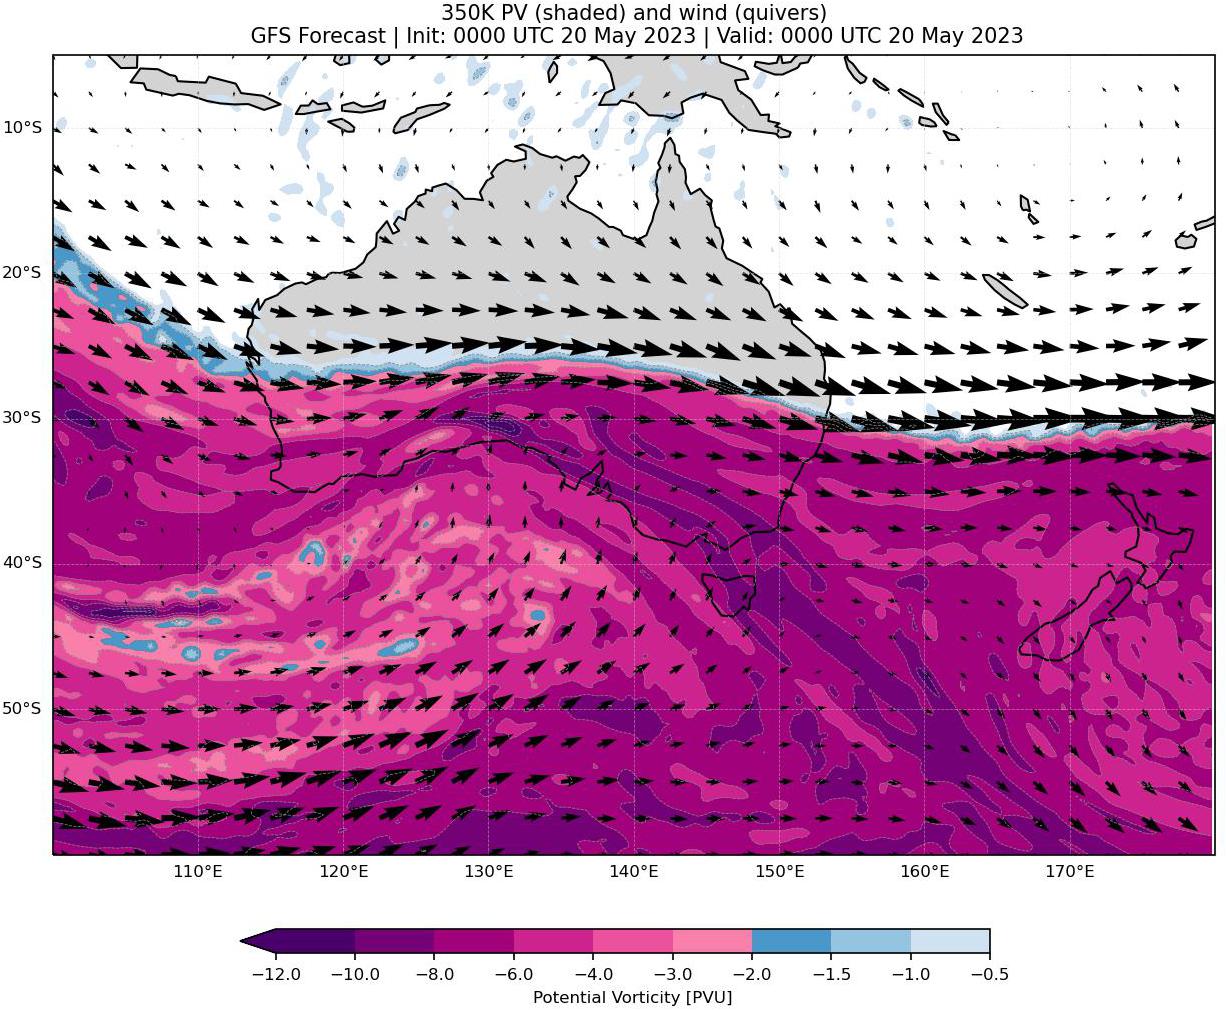 350K PV (shaded) and wind (quivers)
GFS Forecast | Init: 0000 UTC 20 May 2023 | Valid: 0000 UTC 20 May 2023
10°S
20°S
30°S
40°S
50°S
110°E 120°E 130°E 140°E 150°E 160°E 170°E
−12.0 −10.0 −8.0 −6.0 −4.0 −3.0 −2.0 −1.5 −1.0 −0.5
Potential Vorticity [PVU]